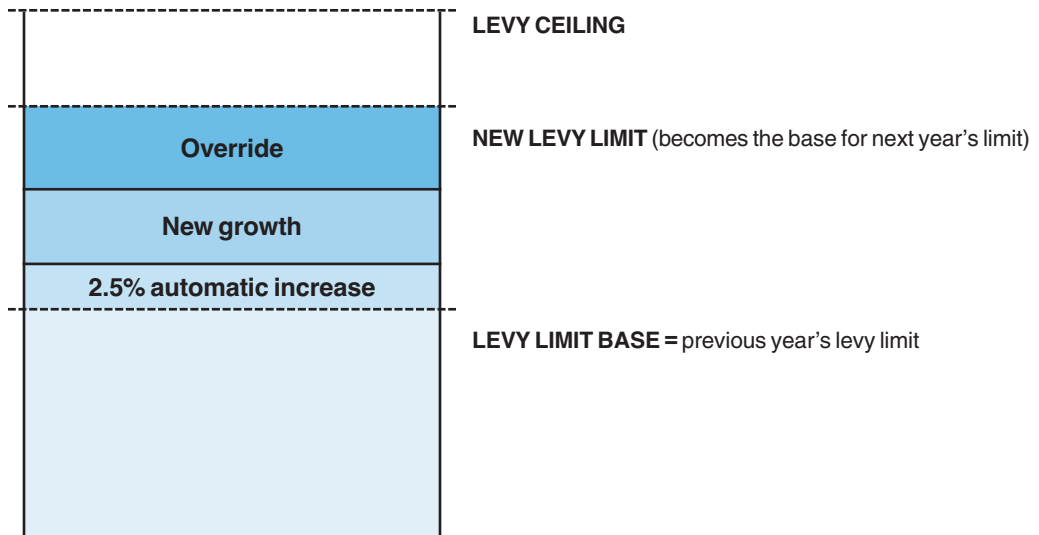 LEVY CEILING
Override
NEW LEVY LIMIT (becomes the base for next year’s limit)
New growth
2.5% automatic increase
LEVY LIMIT BASE = previous year’s levy limit